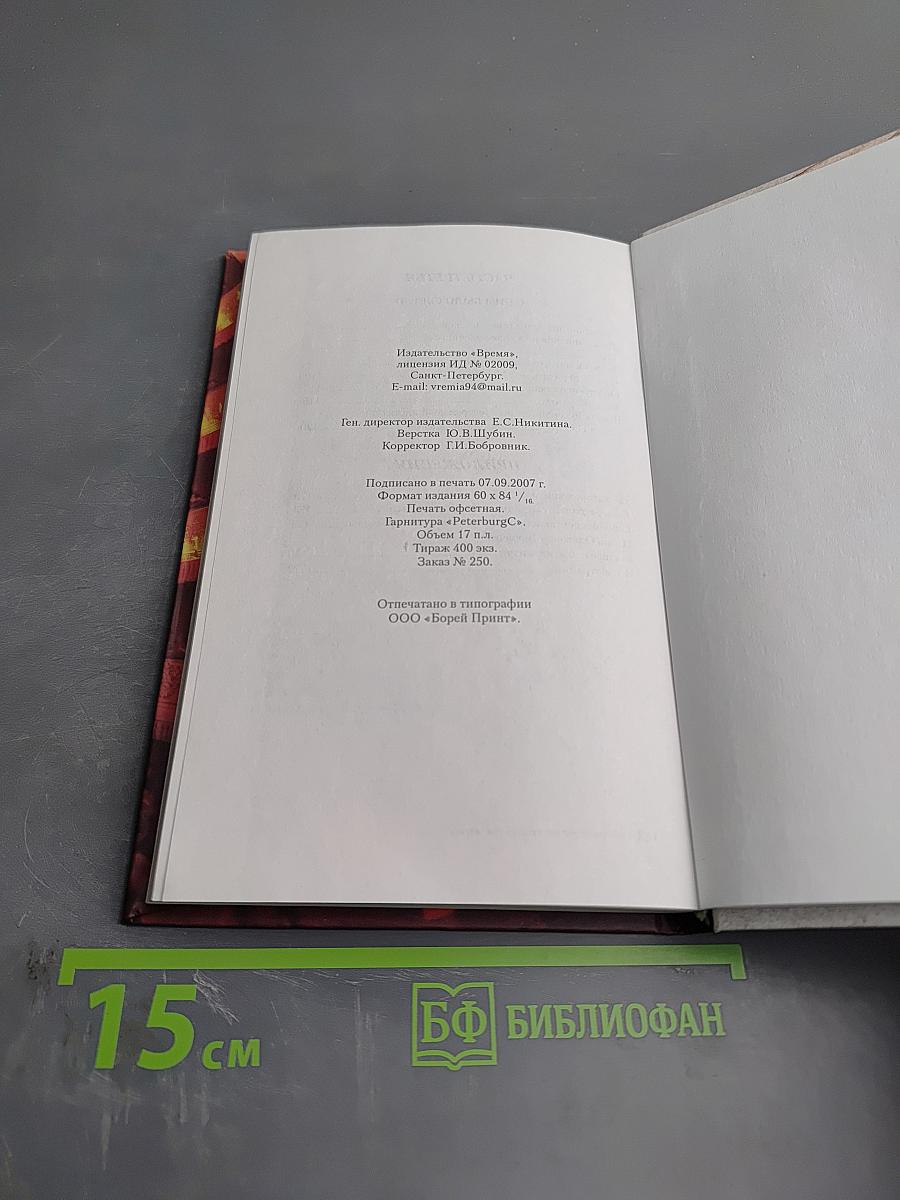 Издательство «Время»,
лицензия ИД № 02009,
Санкт-Петербург.
E-mail: vremia94@mail.ru
Ген. директор издательства Е.С.Никитина.
Верстка Ю.В.Шубин.
Корректор Г.И.Бобровник.
Подписано в печать 07.09.2007 г.
Формат издания 60 х 84 1/16.
Печать офсетная.
Гарнитура «PeterburgC».
Объем 17 п.л.
Тираж 400 экз.
Заказ № 250.
Отпечатано в типографии
ООО «Борей Принт».
15 см
БФ БИБЛИОФАН